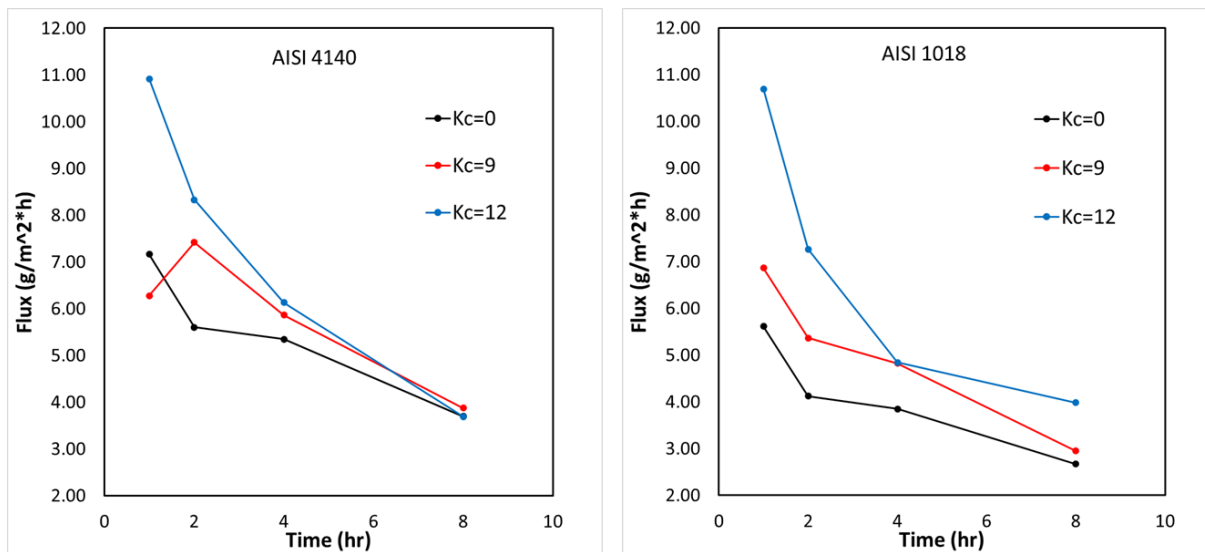 AISI 4140
12.00
11.00
10.00
9.00
8.00
7.00
6.00
5.00
4.00
3.00
2.00
Flux (g/m^2*h)
Kc=0
Kc=9
Kc=12
0 2 4 6 8 10
Time (hr)
AISI 1018
12.00
11.00
10.00
9.00
8.00
7.00
6.00
5.00
4.00
3.00
2.00
Flux (g/m^2*h)
Kc=0
Kc=9
Kc=12
0 2 4 6 8 10
Time (hr)